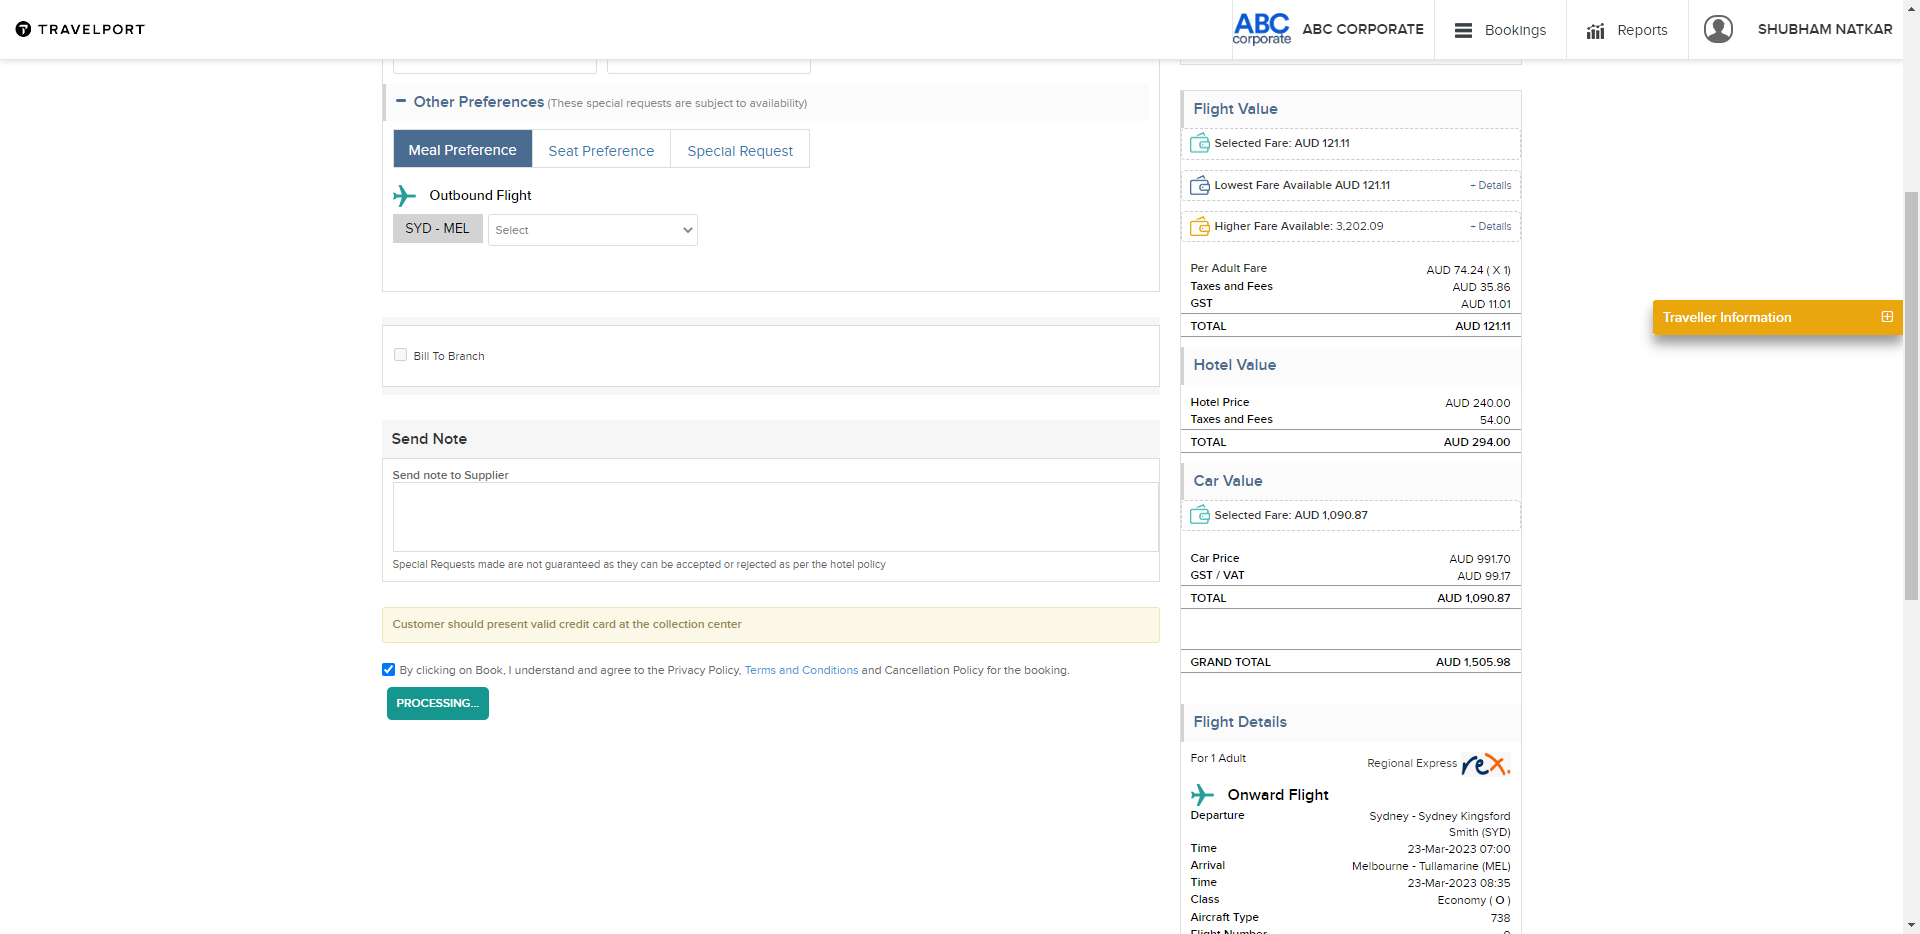 TRAVELPORT
ABC
corporate
ABC CORPORATE
Bookings
Reports
SHUBHAM NATKAR
Other Preferences (These special requests are subject to availability)
Meal Preference
Seat Preference
Special Request
Outbound Flight
SYD - MEL
Select
Bill To Branch
Send Note
Send note to Supplier
Special Requests made are not guaranteed as they can be accepted or rejected as per the hotel policy
Customer should present valid credit card at the collection center
By clicking on Book, I understand and agree to the Privacy Policy, Terms and Conditions and Cancellation Policy for the booking.
PROCESSING...
Flight Value
Selected Fare: AUD 121.11
Lowest Fare Available AUD 121.11 + Details
Higher Fare Available: 3,202.09 + Details
Per Adult Fare AUD 74.24 ( X 1)
Taxes and Fees AUD 35.86
GST AUD 11.01
TOTAL AUD 121.11
Hotel Value
Hotel Price AUD 240.00
Taxes and Fees 54.00
TOTAL AUD 294.00
Car Value
Selected Fare: AUD 1,090.87
Car Price AUD 991.70
GST / VAT AUD 99.17
TOTAL AUD 1,090.87
GRAND TOTAL AUD 1,505.98
Flight Details
For 1 Adult Regional Express rex.
Onward Flight
Departure Sydney - Sydney Kingsford
Smith (SYD)
Time 23-Mar-2023 07:00
Arrival Melbourne - Tullamarine (MEL)
Time 23-Mar-2023 08:35
Class Economy ( O )
Aircraft Type 738
Flight Number
Traveller Information